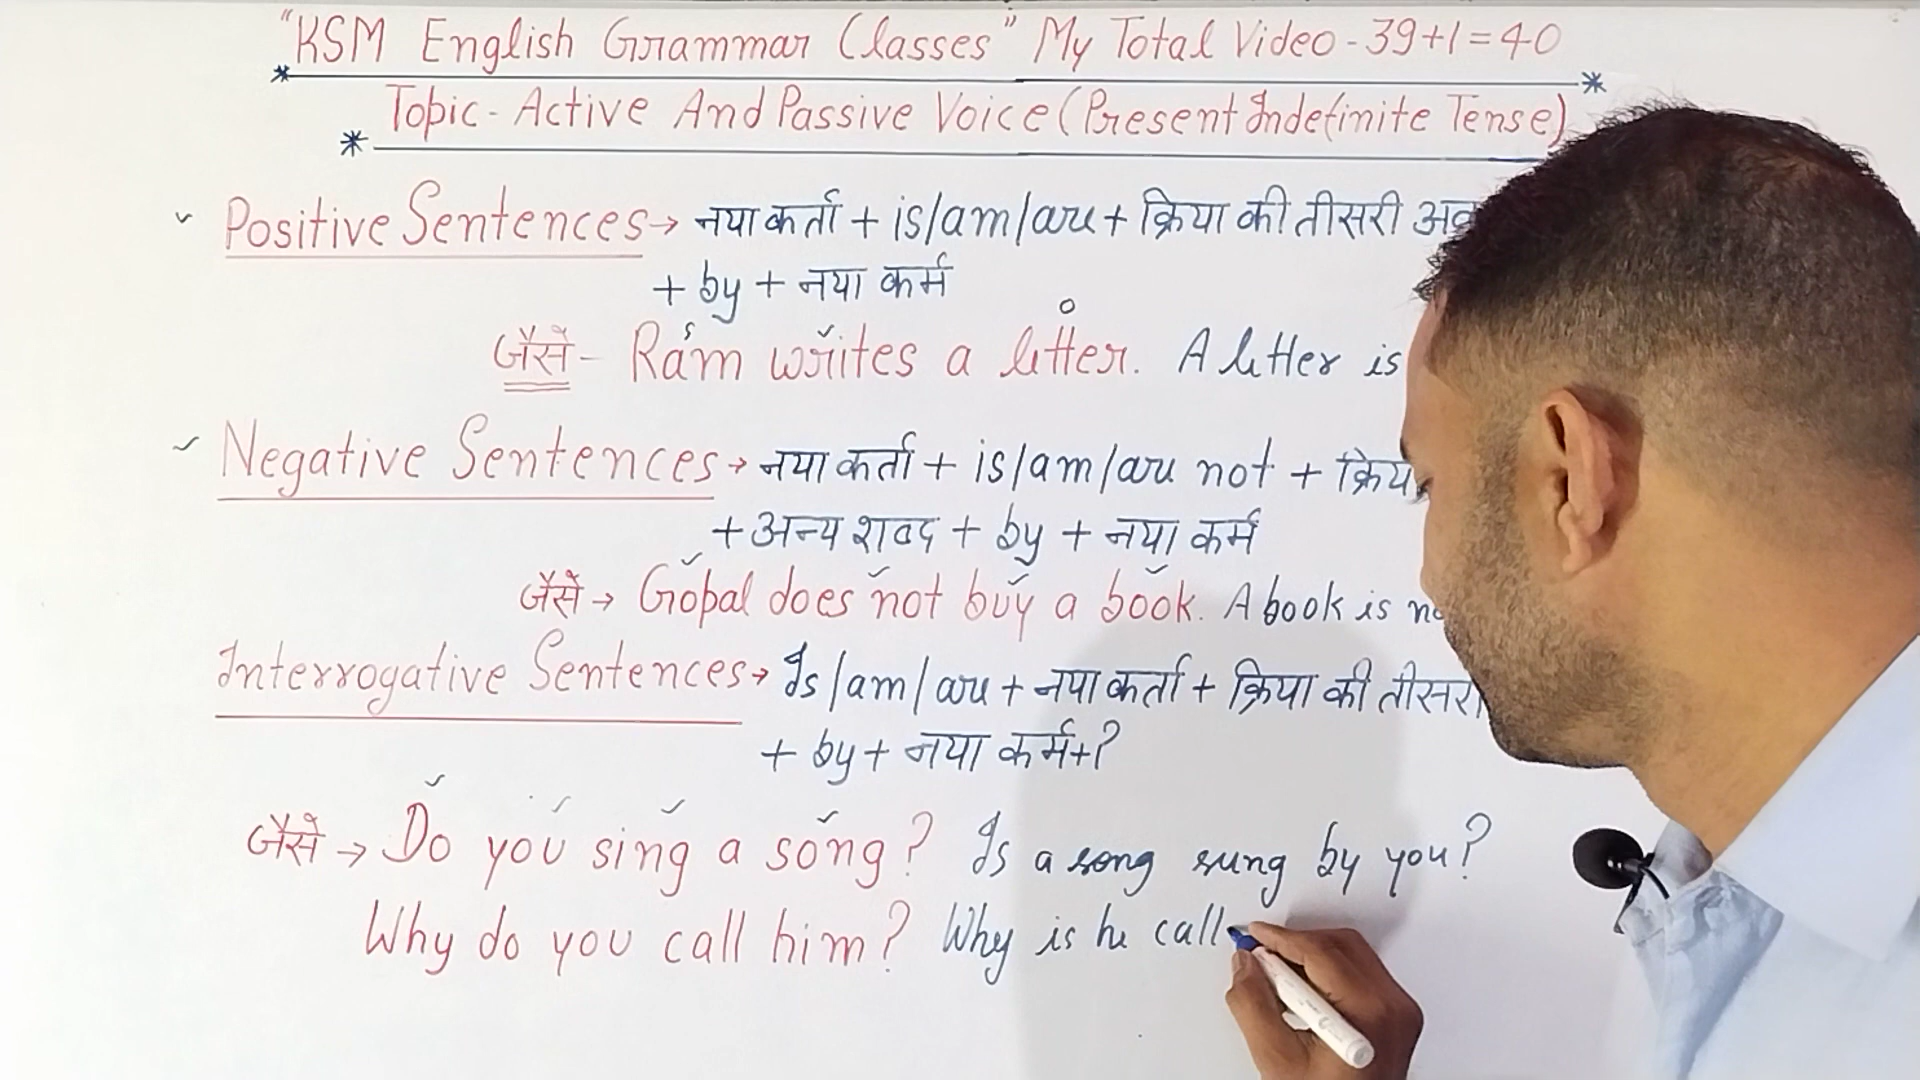 "KSM English Grammar Classes" My Total Video - 39+1=40
Topic - Active And Passive Voice (Present Indefinite Tense)
Positive Sentences → नया कर्ता + is/am/are + क्रिया की तीसरी
+ by + नया कर्म
जैसे - Ram writes a letter. A letter is
Negative Sentences → नया कर्ता + is/am/are not +
+ अन्य शब्द + by + नया कर्म
जैसे → Gopal does not buy a book. A book is
Interrogative Sentences → Is/am/are + नया कर्ता + क्रिया की तीसरी
+ by + नया कर्म + ?
जैसे → Do you sing a song? Is a song sung by you?
Why do you call him? Why is he call